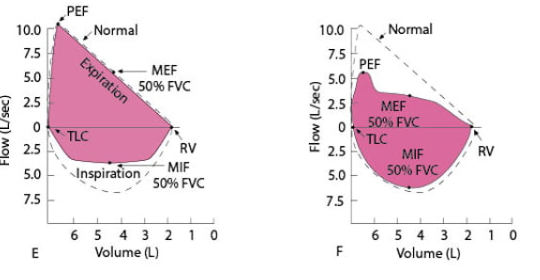 PEF
10.0
Normal
7.5
Expiration
MEF
50% FVC
5.0
2.5
Flow (L/sec)
0
TLC
RV
2.5
MIF
50% FVC
5.0
Inspiration
7.5
6 5 4 3 2 1 0
E
Volume (L)
10.0
Normal
7.5
PEF
5.0
2.5
MEF
50% FVC
Flow (L/sec)
0
TLC
RV
2.5
MIF
50% FVC
5.0
7.5
6 5 4 3 2 1 0
F
Volume (L)